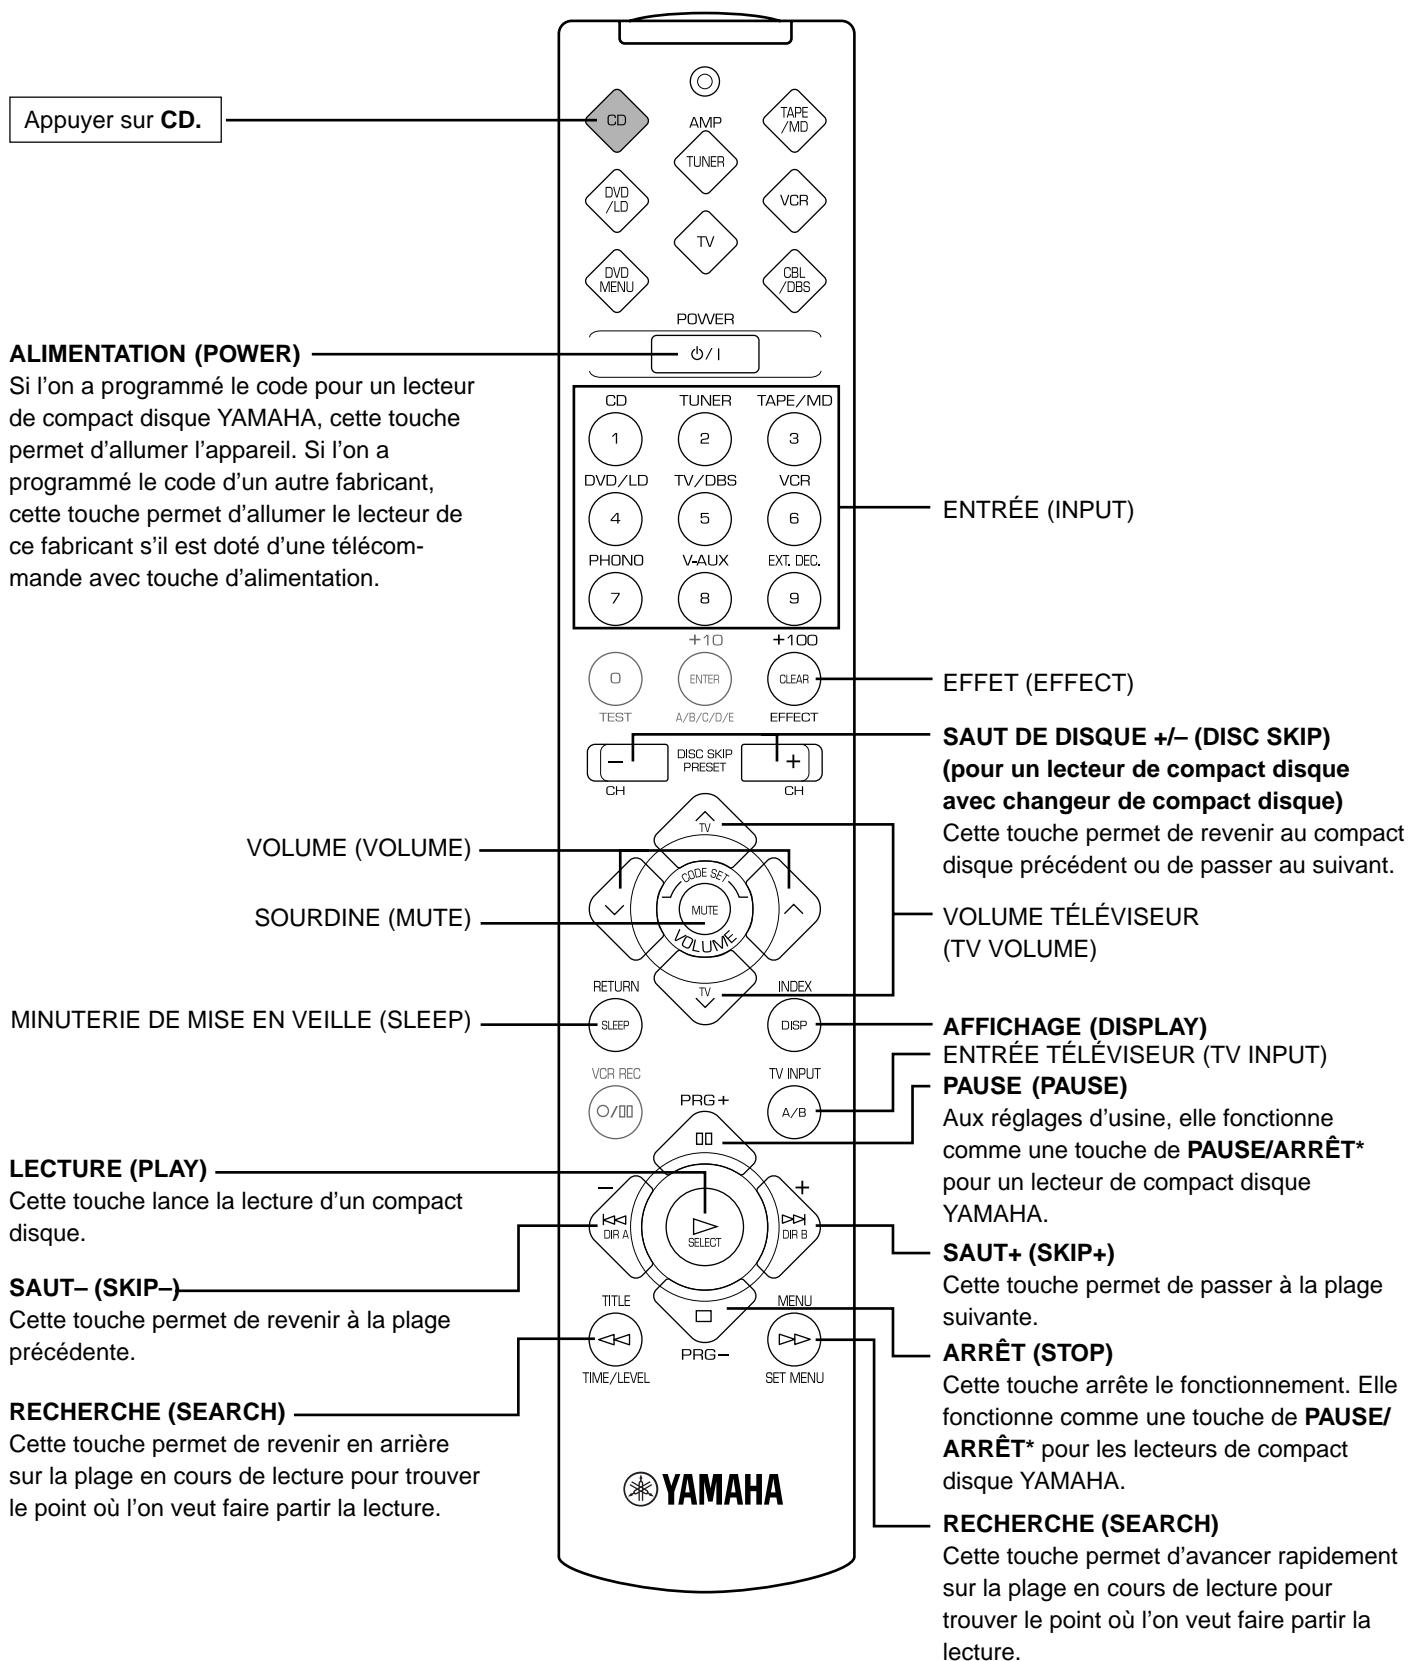 Appuyer sur CD.
CD
AMP
TAPE
/MD
TUNER
DVD
/LD
VCR
TV
DVD
MENU
CBL
/DBS
POWER
⏻/I
ALIMENTATION (POWER)
Si l'on a programmé le code pour un lecteur
de compact disque YAMAHA, cette touche
permet d'allumer l'appareil. Si l'on a
programmé le code d'un autre fabricant,
cette touche permet d'allumer le lecteur de
ce fabricant s'il est doté d'une télécom-
mande avec touche d'alimentation.
CD TUNER TAPE/MD
1 2 3
DVD/LD TV/DBS VCR
4 5 6
PHONO V-AUX EXT. DEC.
7 8 9
+10 +100
0 ENTER CLEAR
TEST A/B/C/D/E EFFECT
– DISC SKIP +
PRESET
CH CH
TV
CODE SET
MUTE
VOLUME
TV
RETURN INDEX
SLEEP DISP
VCR REC TV INPUT
A/B
PRG+
– +
DIR A SELECT DIR B
TITLE MENU
PRG–
TIME/LEVEL SET MENU
YAMAHA
VOLUME (VOLUME)
SOURDINE (MUTE)
MINUTERIE DE MISE EN VEILLE (SLEEP)
LECTURE (PLAY)
Cette touche lance la lecture d'un compact
disque.
SAUT– (SKIP–)
Cette touche permet de revenir à la plage
précédente.
RECHERCHE (SEARCH)
Cette touche permet de revenir en arrière
sur la plage en cours de lecture pour trouver
le point où l'on veut faire partir la lecture.
ENTRÉE (INPUT)
EFFET (EFFECT)
SAUT DE DISQUE +/– (DISC SKIP)
(pour un lecteur de compact disque
avec changeur de compact disque)
Cette touche permet de revenir au compact
disque précédent ou de passer au suivant.
VOLUME TÉLÉVISEUR
(TV VOLUME)
AFFICHAGE (DISPLAY)
ENTRÉE TÉLÉVISEUR (TV INPUT)
PAUSE (PAUSE)
Aux réglages d'usine, elle fonctionne
comme une touche de PAUSE/ARRÊT*
pour un lecteur de compact disque
YAMAHA.
SAUT+ (SKIP+)
Cette touche permet de passer à la plage
suivante.
ARRÊT (STOP)
Cette touche arrête le fonctionnement. Elle
fonctionne comme une touche de PAUSE/
ARRÊT* pour les lecteurs de compact
disque YAMAHA.
RECHERCHE (SEARCH)
Cette touche permet d'avancer rapidement
sur la plage en cours de lecture pour
trouver le point où l'on veut faire partir la
lecture.